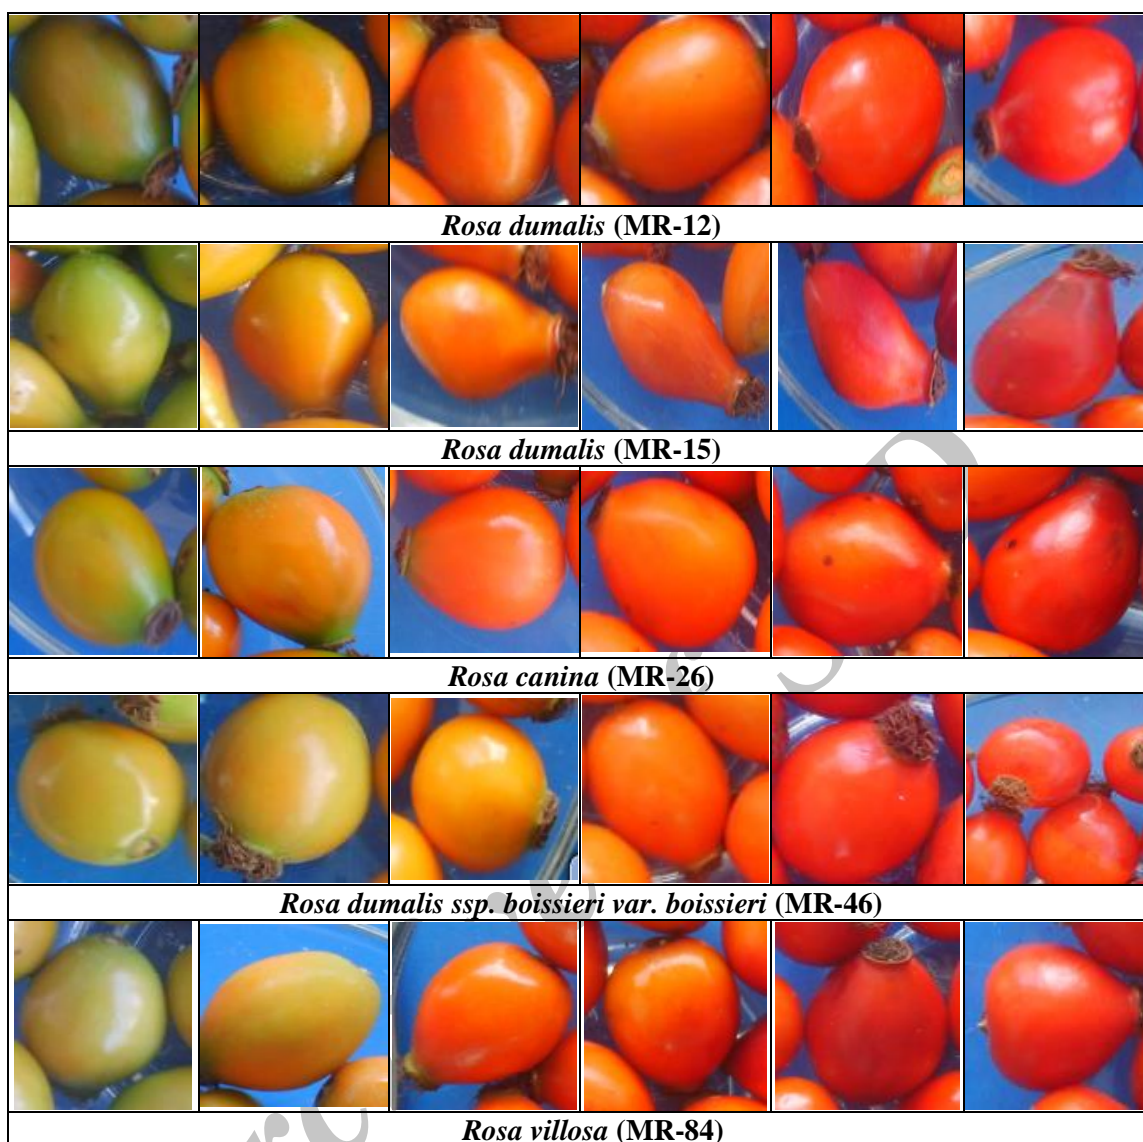 Rosa dumalis (MR-12)
Rosa dumalis (MR-15)
Rosa canina (MR-26)
Rosa dumalis ssp. boissieri var. boissieri (MR-46)
Rosa villosa (MR-84)